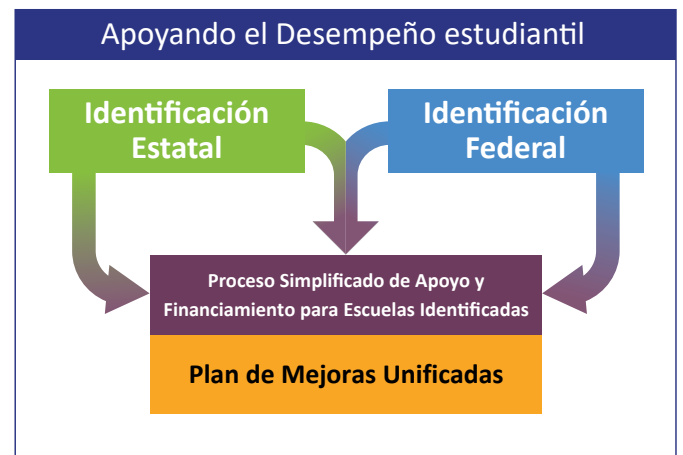 Apoyando el Desempeño estudiantil
Identificación
Estatal
Identificación
Federal
Proceso Simplificado de Apoyo y
Financiamiento para Escuelas Identificadas
Plan de Mejoras Unificadas